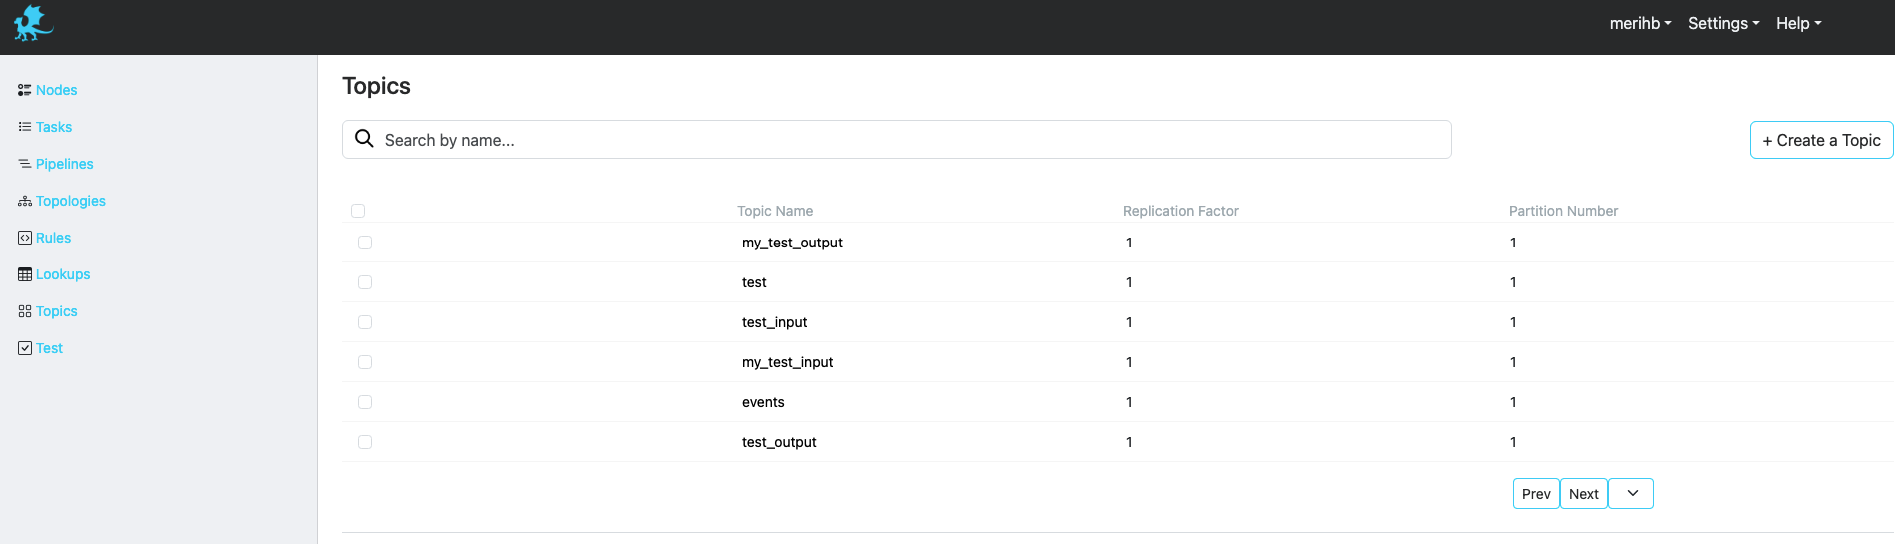 merihb Settings Help
Nodes
Tasks
Pipelines
Topologies
Rules
Lookups
Topics
Test
Topics
Search by name...
+ Create a Topic
Topic Name Replication Factor Partition Number
my_test_output 1 1
test 1 1
test_input 1 1
my_test_input 1 1
events 1 1
test_output 1 1
Prev Next